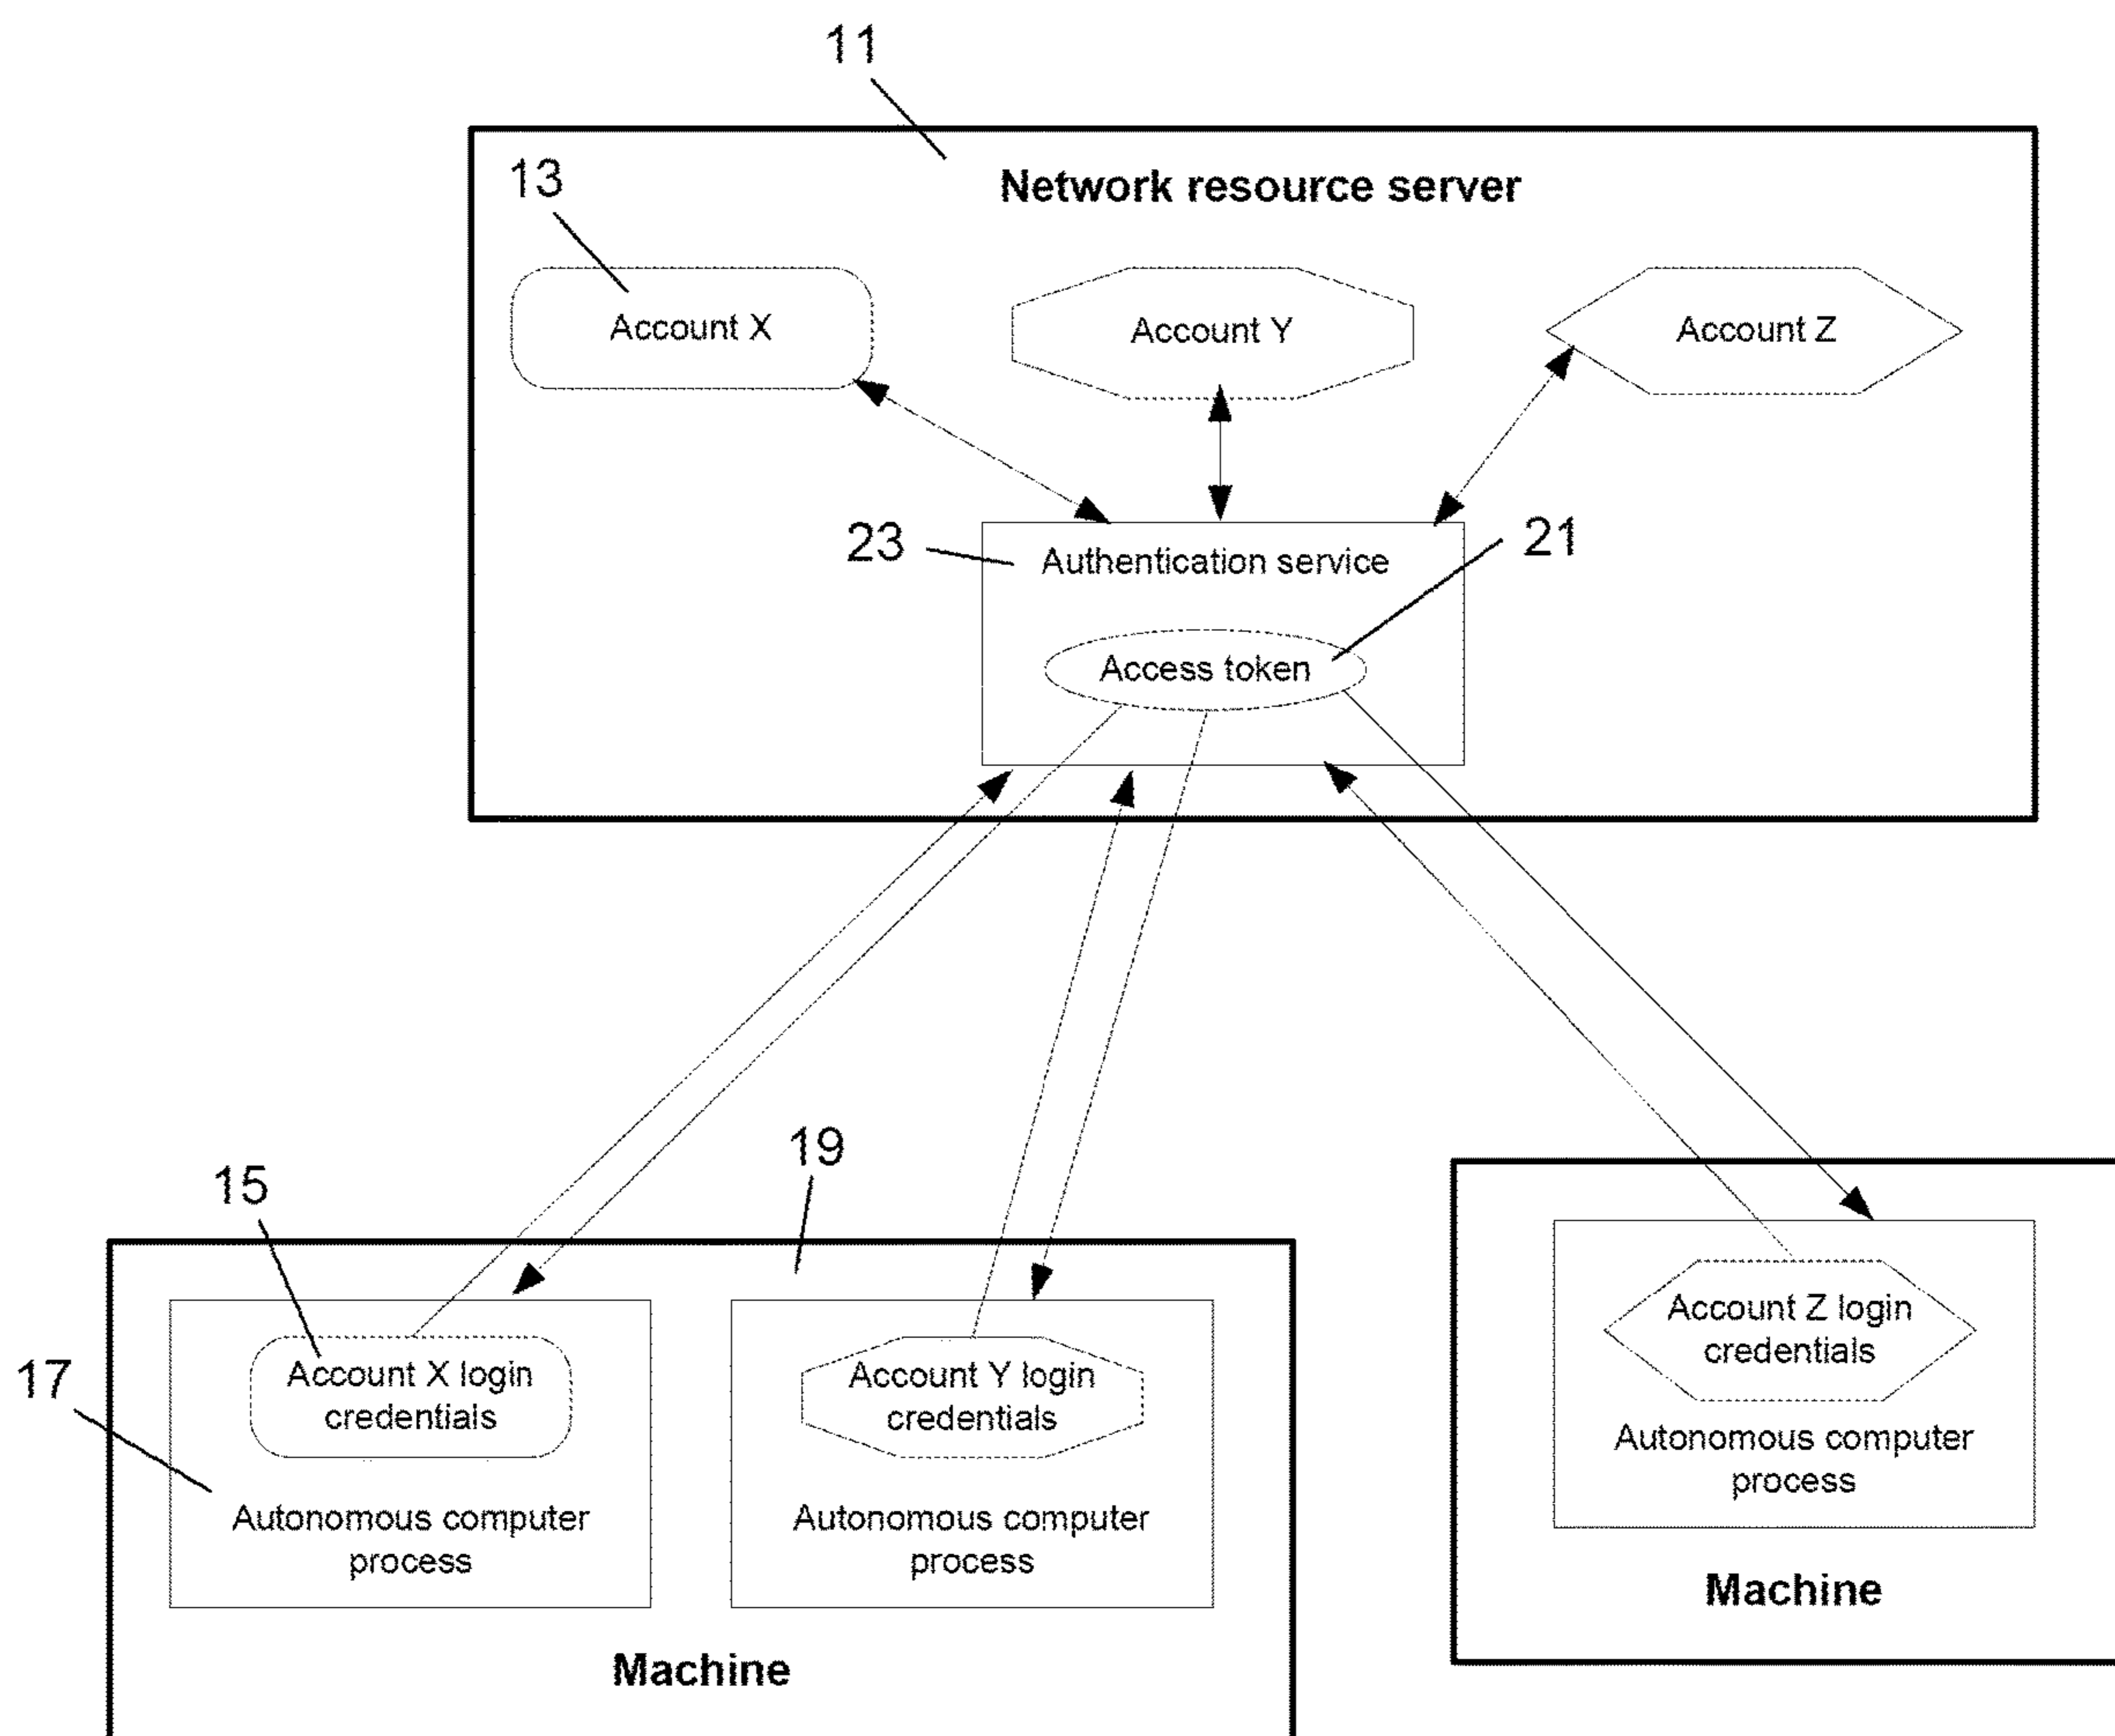 11
13
Network resource server
Account X
Account Y
Account Z
23
Authentication service
21
Access token
15
19
17
Account X login
credentials
Autonomous computer
process
Account Y login
credentials
Autonomous computer
process
Machine
Account Z login
credentials
Autonomous computer
process
Machine